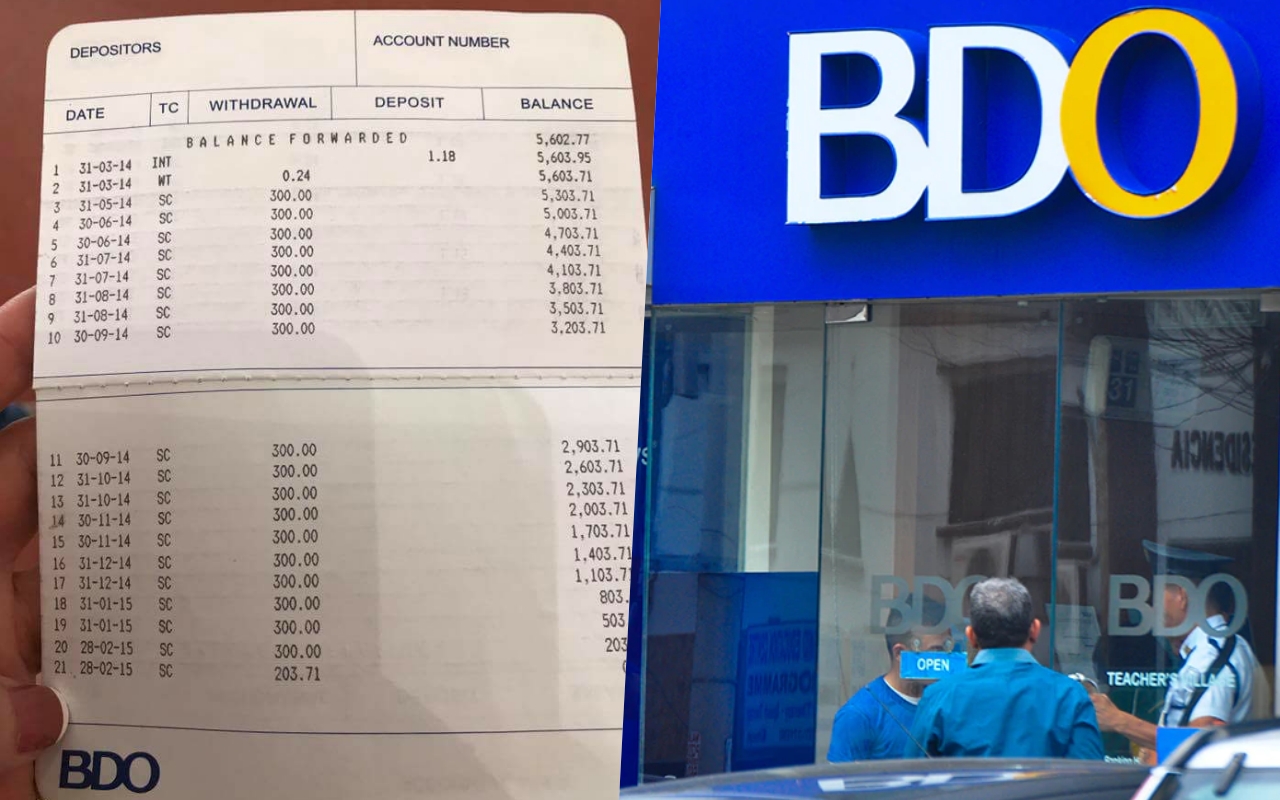 DEPOSITORS ACCOUNT NUMBER
DATE TC WITHDRAWAL DEPOSIT BALANCE
BALANCE FORWARDED 5,602.77
1 31-03-14 INT 1.18 5,603.95
2 31-03-14 WT 0.24 5,603.71
3 31-05-14 SC 300.00 5,303.71
4 30-06-14 SC 300.00 5,003.71
5 30-06-14 SC 300.00 4,703.71
6 31-07-14 SC 300.00 4,403.71
7 31-07-14 SC 300.00 4,103.71
8 31-08-14 SC 300.00 3,803.71
9 31-08-14 SC 300.00 3,503.71
10 30-09-14 SC 300.00 3,203.71
11 30-09-14 SC 300.00 2,903.71
12 31-10-14 SC 300.00 2,603.71
13 31-10-14 SC 300.00 2,303.71
14 30-11-14 SC 300.00 2,003.71
15 30-11-14 SC 300.00 1,703.71
16 31-12-14 SC 300.00 1,403.71
17 31-12-14 SC 300.00 1,103.7
18 31-01-15 SC 300.00 803.
19 31-01-15 SC 300.00 503
20 28-02-15 SC 300.00 203
21 28-02-15 SC 203.71
BDO
BDO
31
BDO BDO
OPEN
TEACHER'S VILLAGE